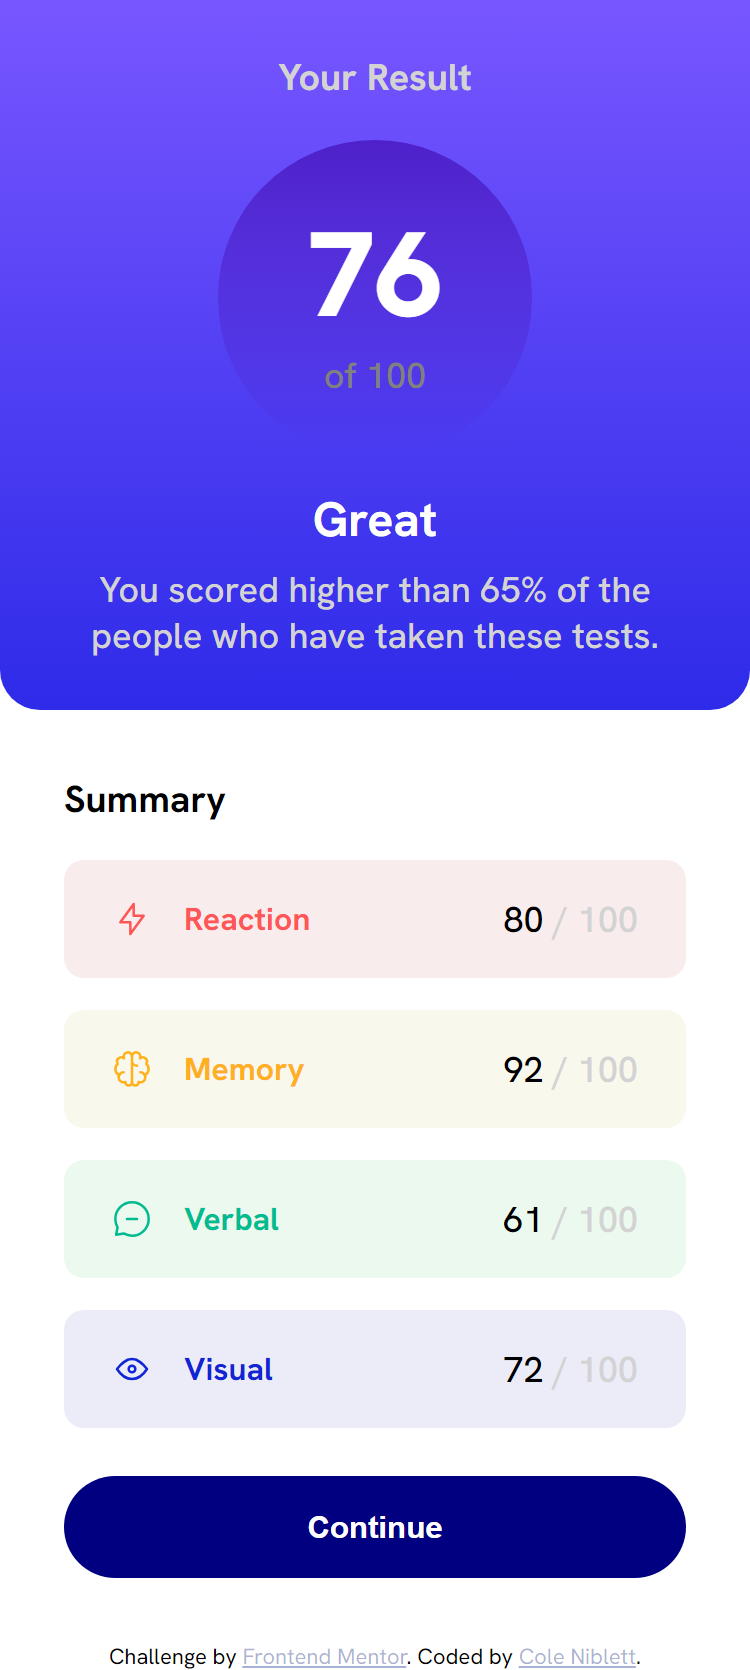 Your Result
76
of 100
Great
You scored higher than 65% of the
people who have taken these tests.
Summary
Reaction 80 / 100
Memory 92 / 100
Verbal 61 / 100
Visual 72 / 100
Continue
Challenge by Frontend Mentor. Coded by Cole Niblett.